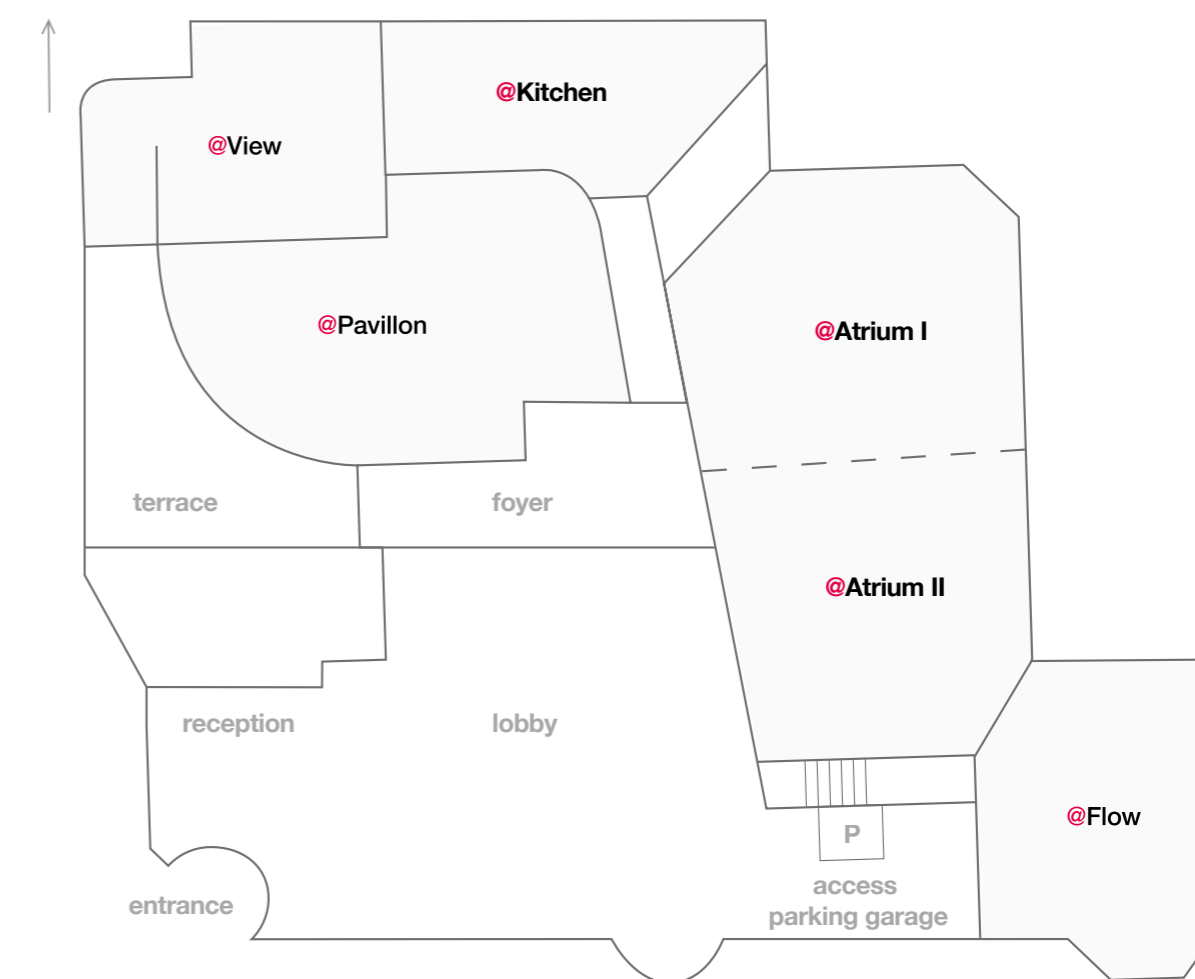 @Kitchen
@View
@Pavillon
@Atrium I
terrace
foyer
@Atrium II
reception
lobby
@Flow
P
access
parking garage
entrance